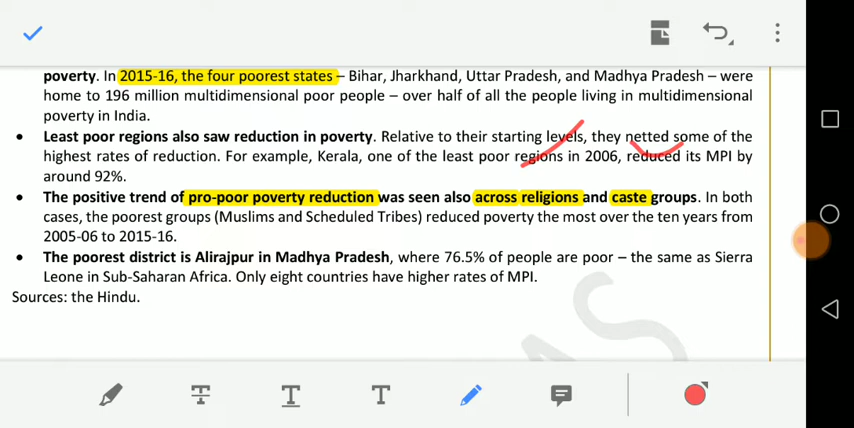 poverty. In 2015-16, the four poorest states – Bihar, Jharkhand, Uttar Pradesh, and Madhya Pradesh – were
home to 196 million multidimensional poor people – over half of all the people living in multidimensional
poverty in India.
• Least poor regions also saw reduction in poverty. Relative to their starting levels, they netted some of the
highest rates of reduction. For example, Kerala, one of the least poor regions in 2006, reduced its MPI by
around 92%.
• The positive trend of pro-poor poverty reduction was seen also across religions and caste groups. In both
cases, the poorest groups (Muslims and Scheduled Tribes) reduced poverty the most over the ten years from
2005-06 to 2015-16.
• The poorest district is Alirajpur in Madhya Pradesh, where 76.5% of people are poor – the same as Sierra
Leone in Sub-Saharan Africa. Only eight countries have higher rates of MPI.
Sources: the Hindu.